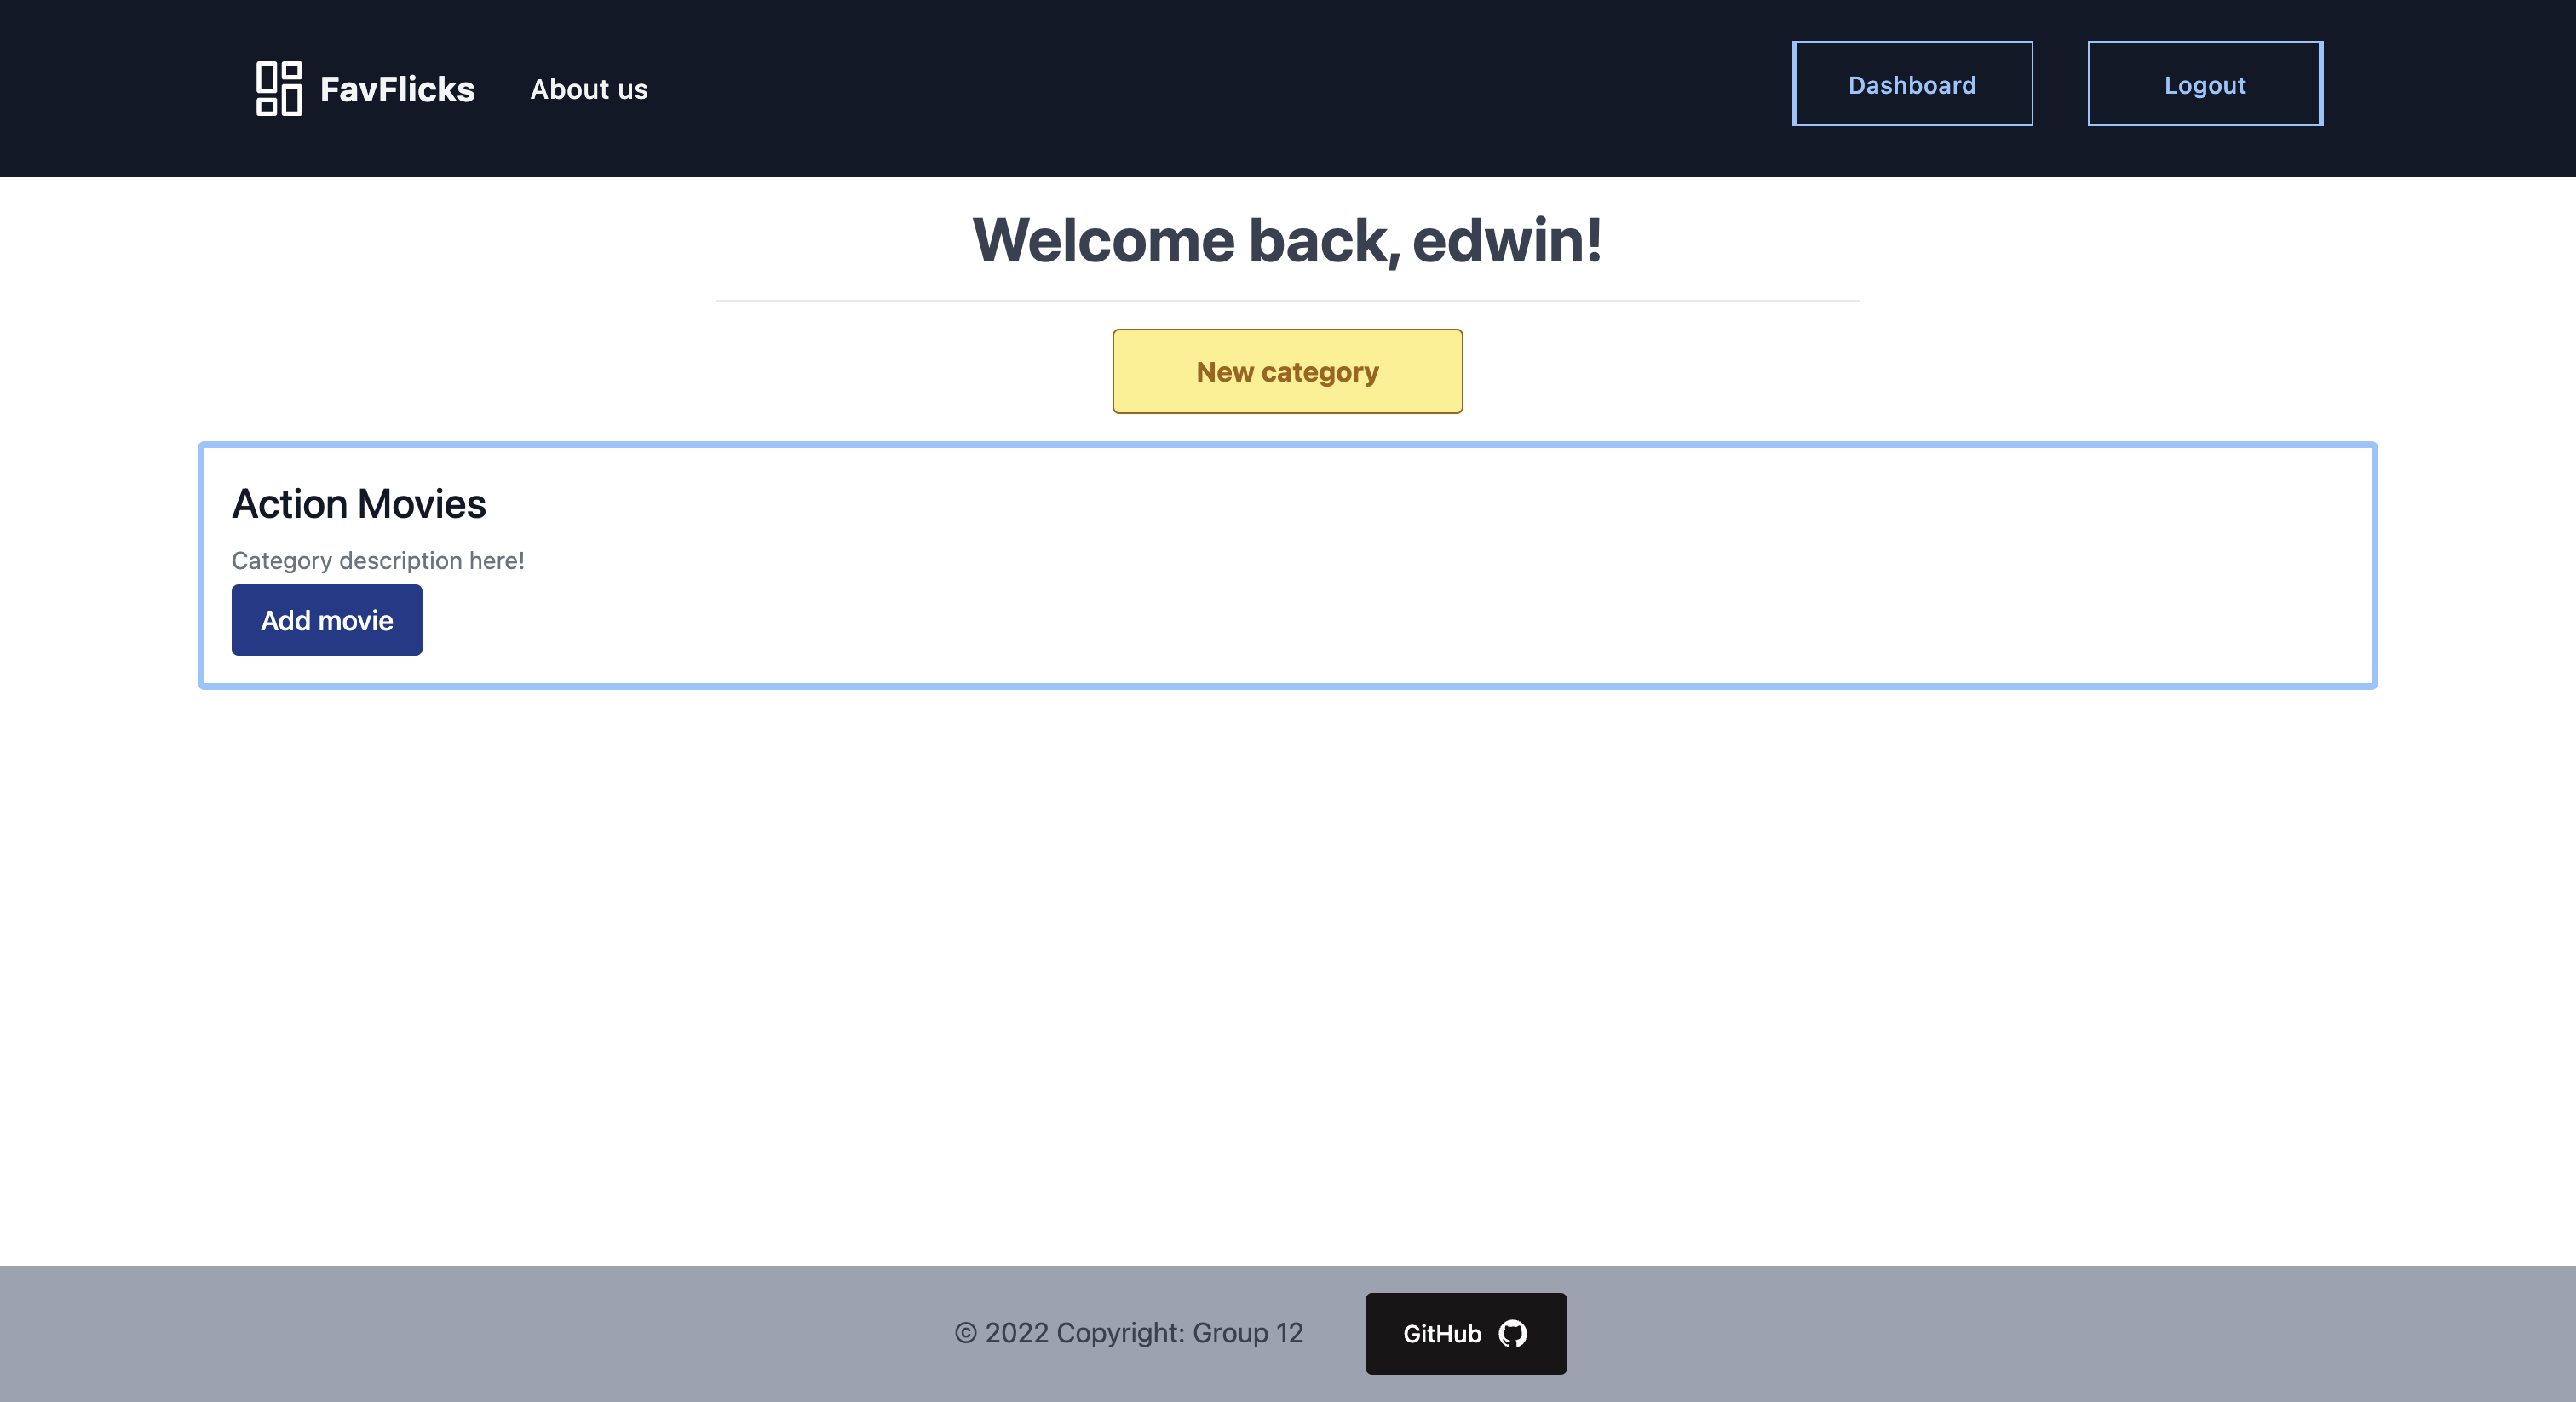 FavFlicks
About us
Dashboard
Logout
Welcome back, edwin!
New category
Action Movies
Category description here!
Add movie
© 2022 Copyright: Group 12
GitHub